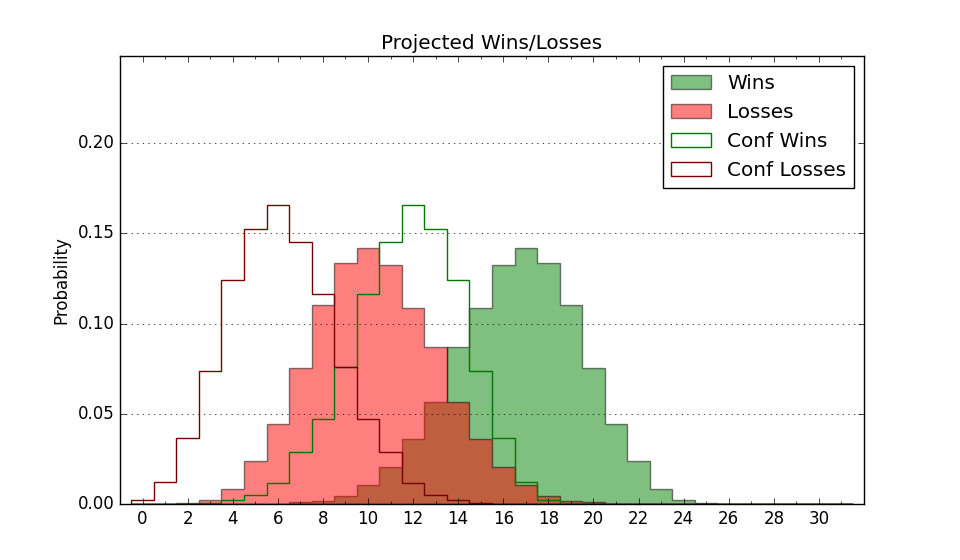 Projected Wins/Losses
Wins
Losses
Conf Wins
Conf Losses
Probability
0.20
0.15
0.10
0.05
0.00
0 2 4 6 8 10 12 14 16 18 20 22 24 26 28 30